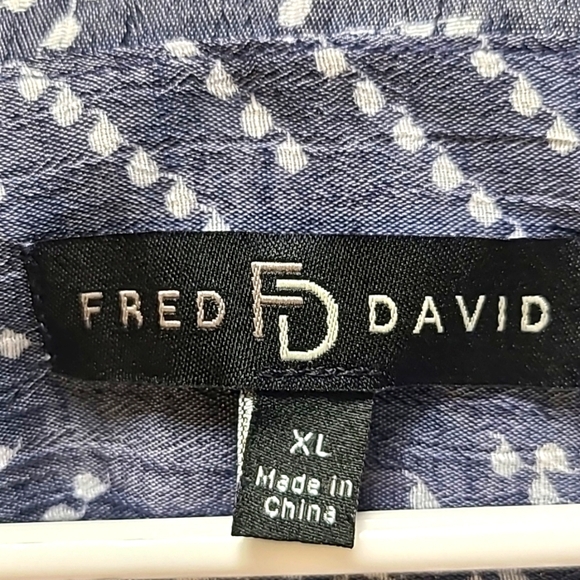 FRED FD DAVID
XL
Made in
China